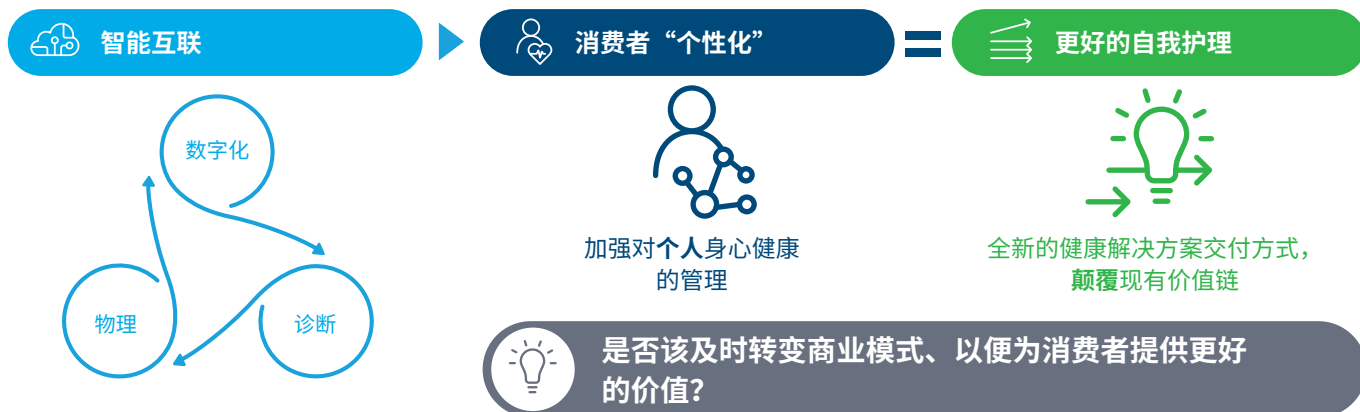 智能互联
消费者“个性化”
更好的自我护理
数字化
物理
诊断
加强对个人身心健康
的管理
全新的健康解决方案交付方式，
颠覆现有价值链
是否该及时转变商业模式、以便为消费者提供更好
的价值？